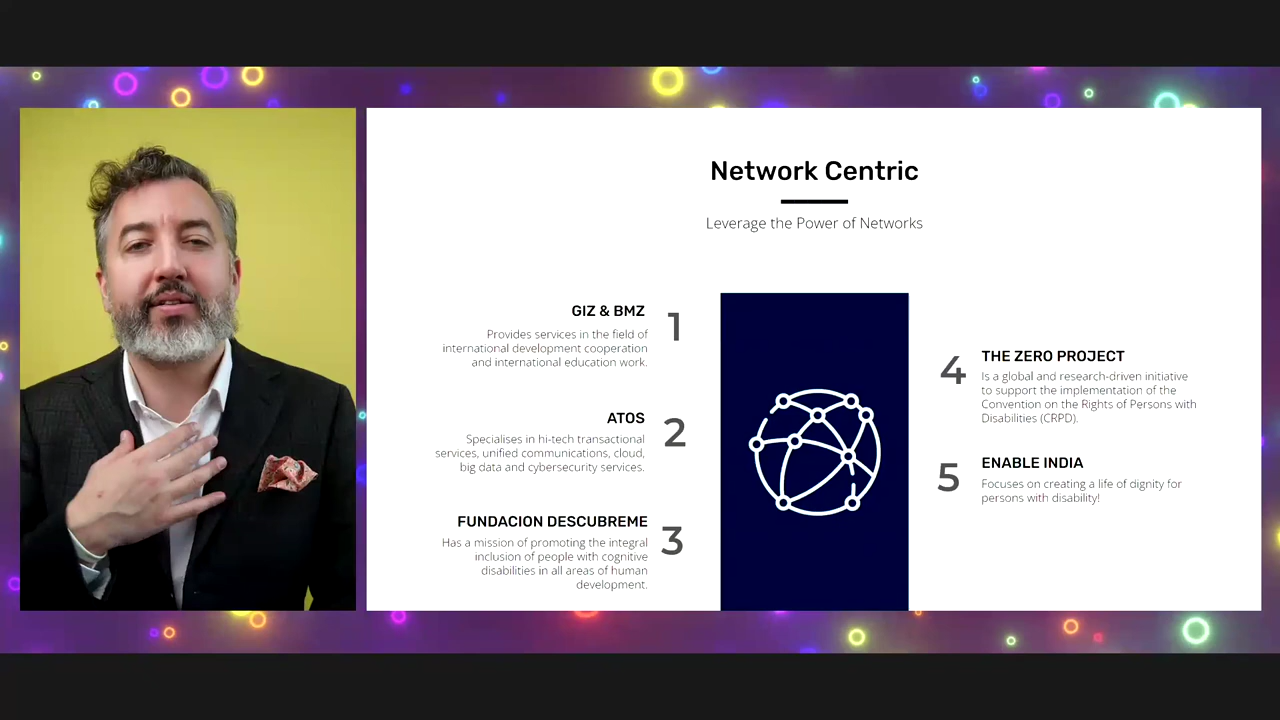 Network Centric
Leverage the Power of Networks
GIZ & BMZ
1
Provides services in the field of
international development cooperation
and international education work.
ATOS
2
Specialises in hi-tech transactional
services, unified communications, cloud,
big data and cybersecurity services.
FUNDACION DESCUBREME
3
Has a mission of promoting the integral
inclusion of people with cognitive
disabilities in all areas of human
development.
4
THE ZERO PROJECT
Is a global and research-driven initiative
to support the implementation of the
Convention on the Rights of Persons with
Disabilities (CRPD).
5
ENABLE INDIA
Focuses on creating a life of dignity for
persons with disability!